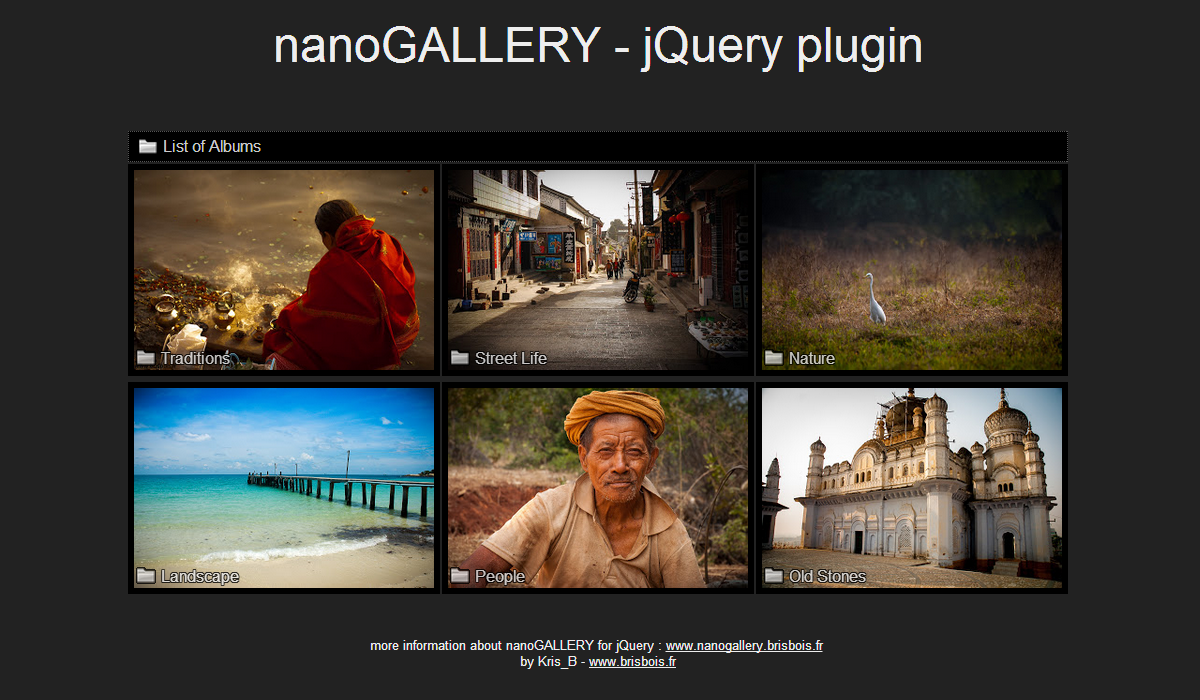 nanoGALLERY - jQuery plugin
List of Albums
Traditions
Street Life
Nature
Landscape
People
Old Stones
more information about nanoGALLERY for jQuery : www.nanogallery.brisbois.fr
by Kris_B - www.brisbois.fr